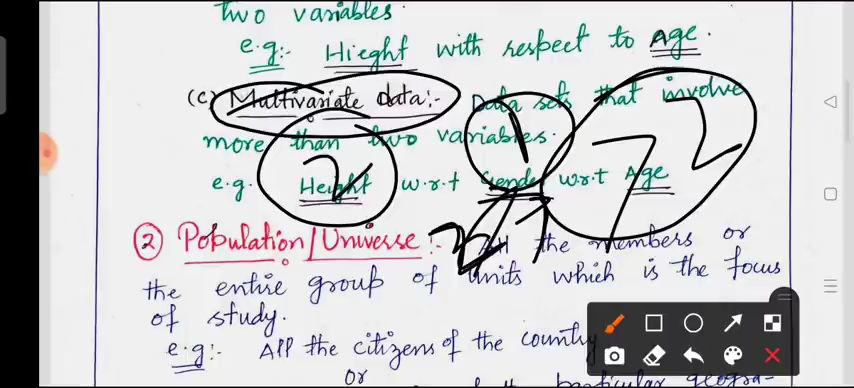 two variables.
e.g:- Hieght with respect to Age.
(c) Multivariate data:- Data sets that involve
more than two variables.
e.g. Height w.r.t Gender w.r.t Age
② Population/Universe:- All the members or
the entire group of units which is the focus
of study.
e.g:- All the citizens of the country
or